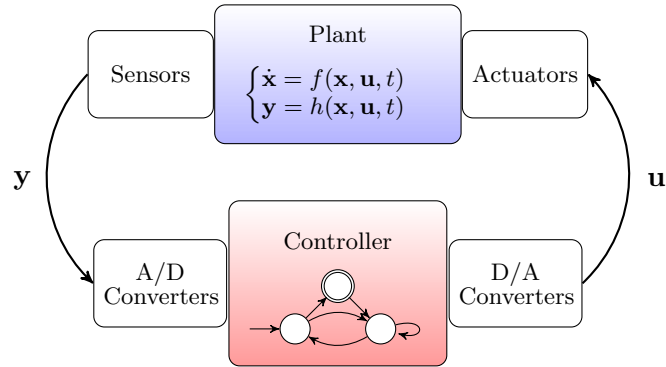 Plant
Sensors
ẋ = f(x, u, t)
y = h(x, u, t)
Actuators
y
u
A/D
Converters
Controller
D/A
Converters